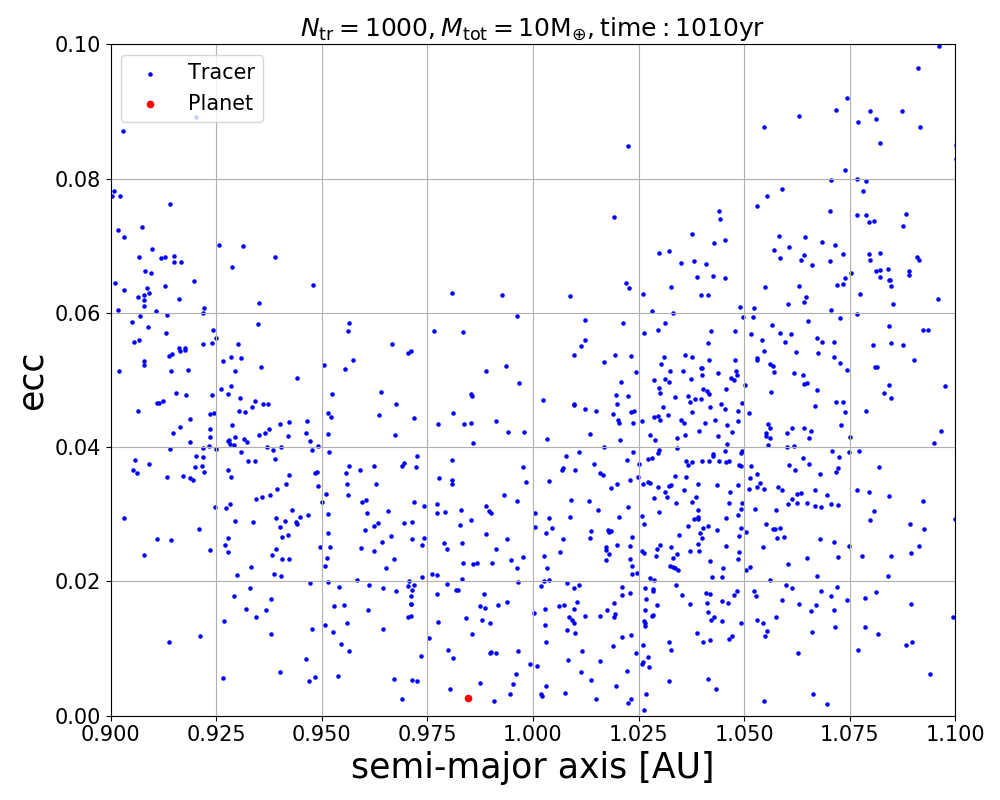 N_tr = 1000, M_tot = 10M_⊕, time : 1010yr
Tracer
Planet
ecc
0.10
0.08
0.06
0.04
0.02
0.00
0.900 0.925 0.950 0.975 1.000 1.025 1.050 1.075 1.100
semi-major axis [AU]